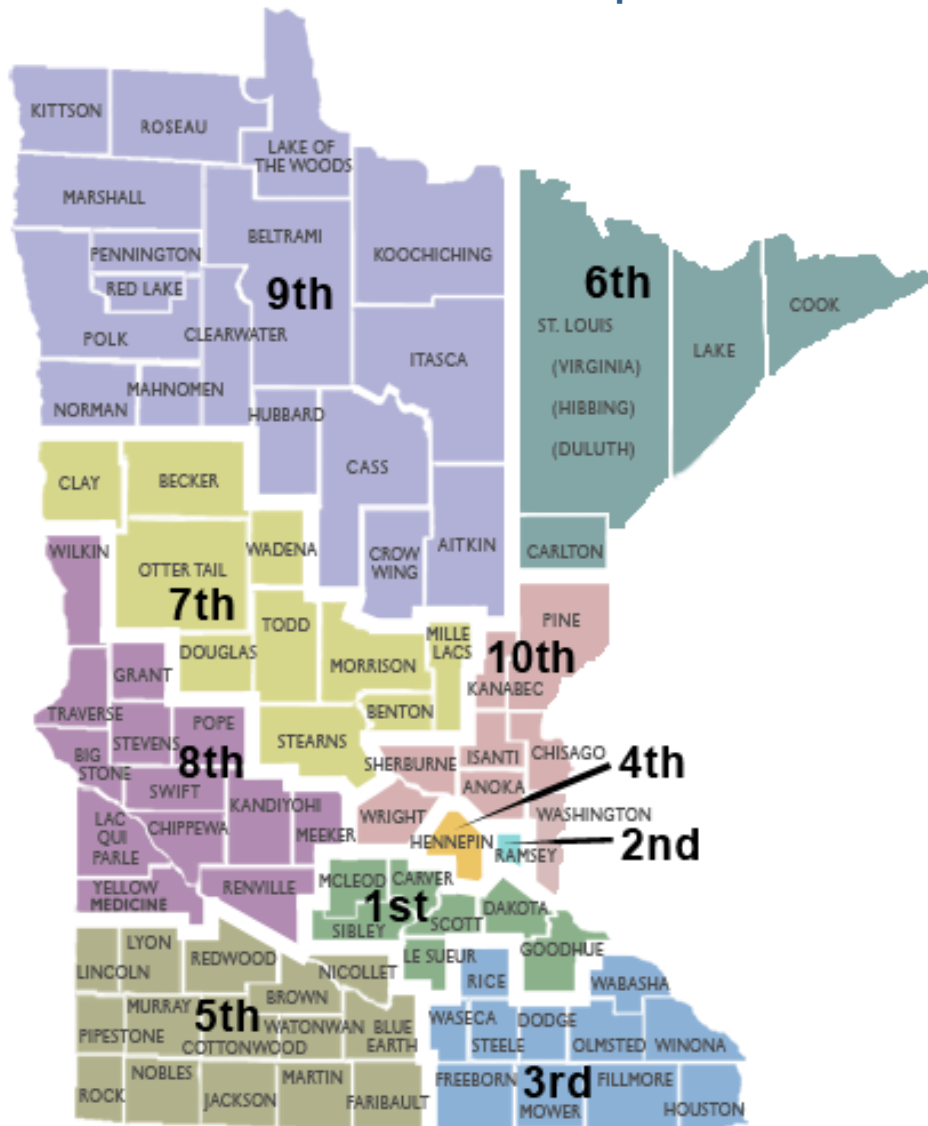 KITTSON
ROSEAU
LAKE OF
THE WOODS
MARSHALL
BELTRAMI
KOOCHICHING
PENNINGTON
RED LAKE
9th
6th
COOK
POLK
CLEARWATER
ST. LOUIS
LAKE
ITASCA
(VIRGINIA)
MAHNOMEN
NORMAN
HUBBARD
(HIBBING)
(DULUTH)
CASS
CLAY
BECKER
WILKIN
WADENA
CROW
WING
AITKIN
CARLTON
OTTER TAIL
7th
TODD
PINE
MILLE
LACS
DOUGLAS
MORRISON
10th
KANABEC
GRANT
TRAVERSE
BENTON
POPE
STEVENS
STEARNS
BIG
STONE
8th
SHERBURNE
ISANTI
CHISAGO
4th
SWIFT
ANOKA
KANDIYOHI
WRIGHT
WASHINGTON
LAC
QUI
PARLE
CHIPPEWA
MEEKER
HENNEPIN
RAMSEY
2nd
YELLOW
MEDICINE
RENVILLE
MCLEOD
CARVER
1st
SIBLEY
SCOTT
DAKOTA
LYON
REDWOOD
LE SUEUR
GOODHUE
LINCOLN
NICOLLET
RICE
WABASHA
MURRAY
BROWN
5th
PIPESTONE
WATONWAN
BLUE
EARTH
WASECA
DODGE
COTTONWOOD
STEELE
OLMSTED
WINONA
NOBLES
MARTIN
FREEBORN
3rd
FILLMORE
ROCK
JACKSON
FARIBAULT
MOWER
HOUSTON